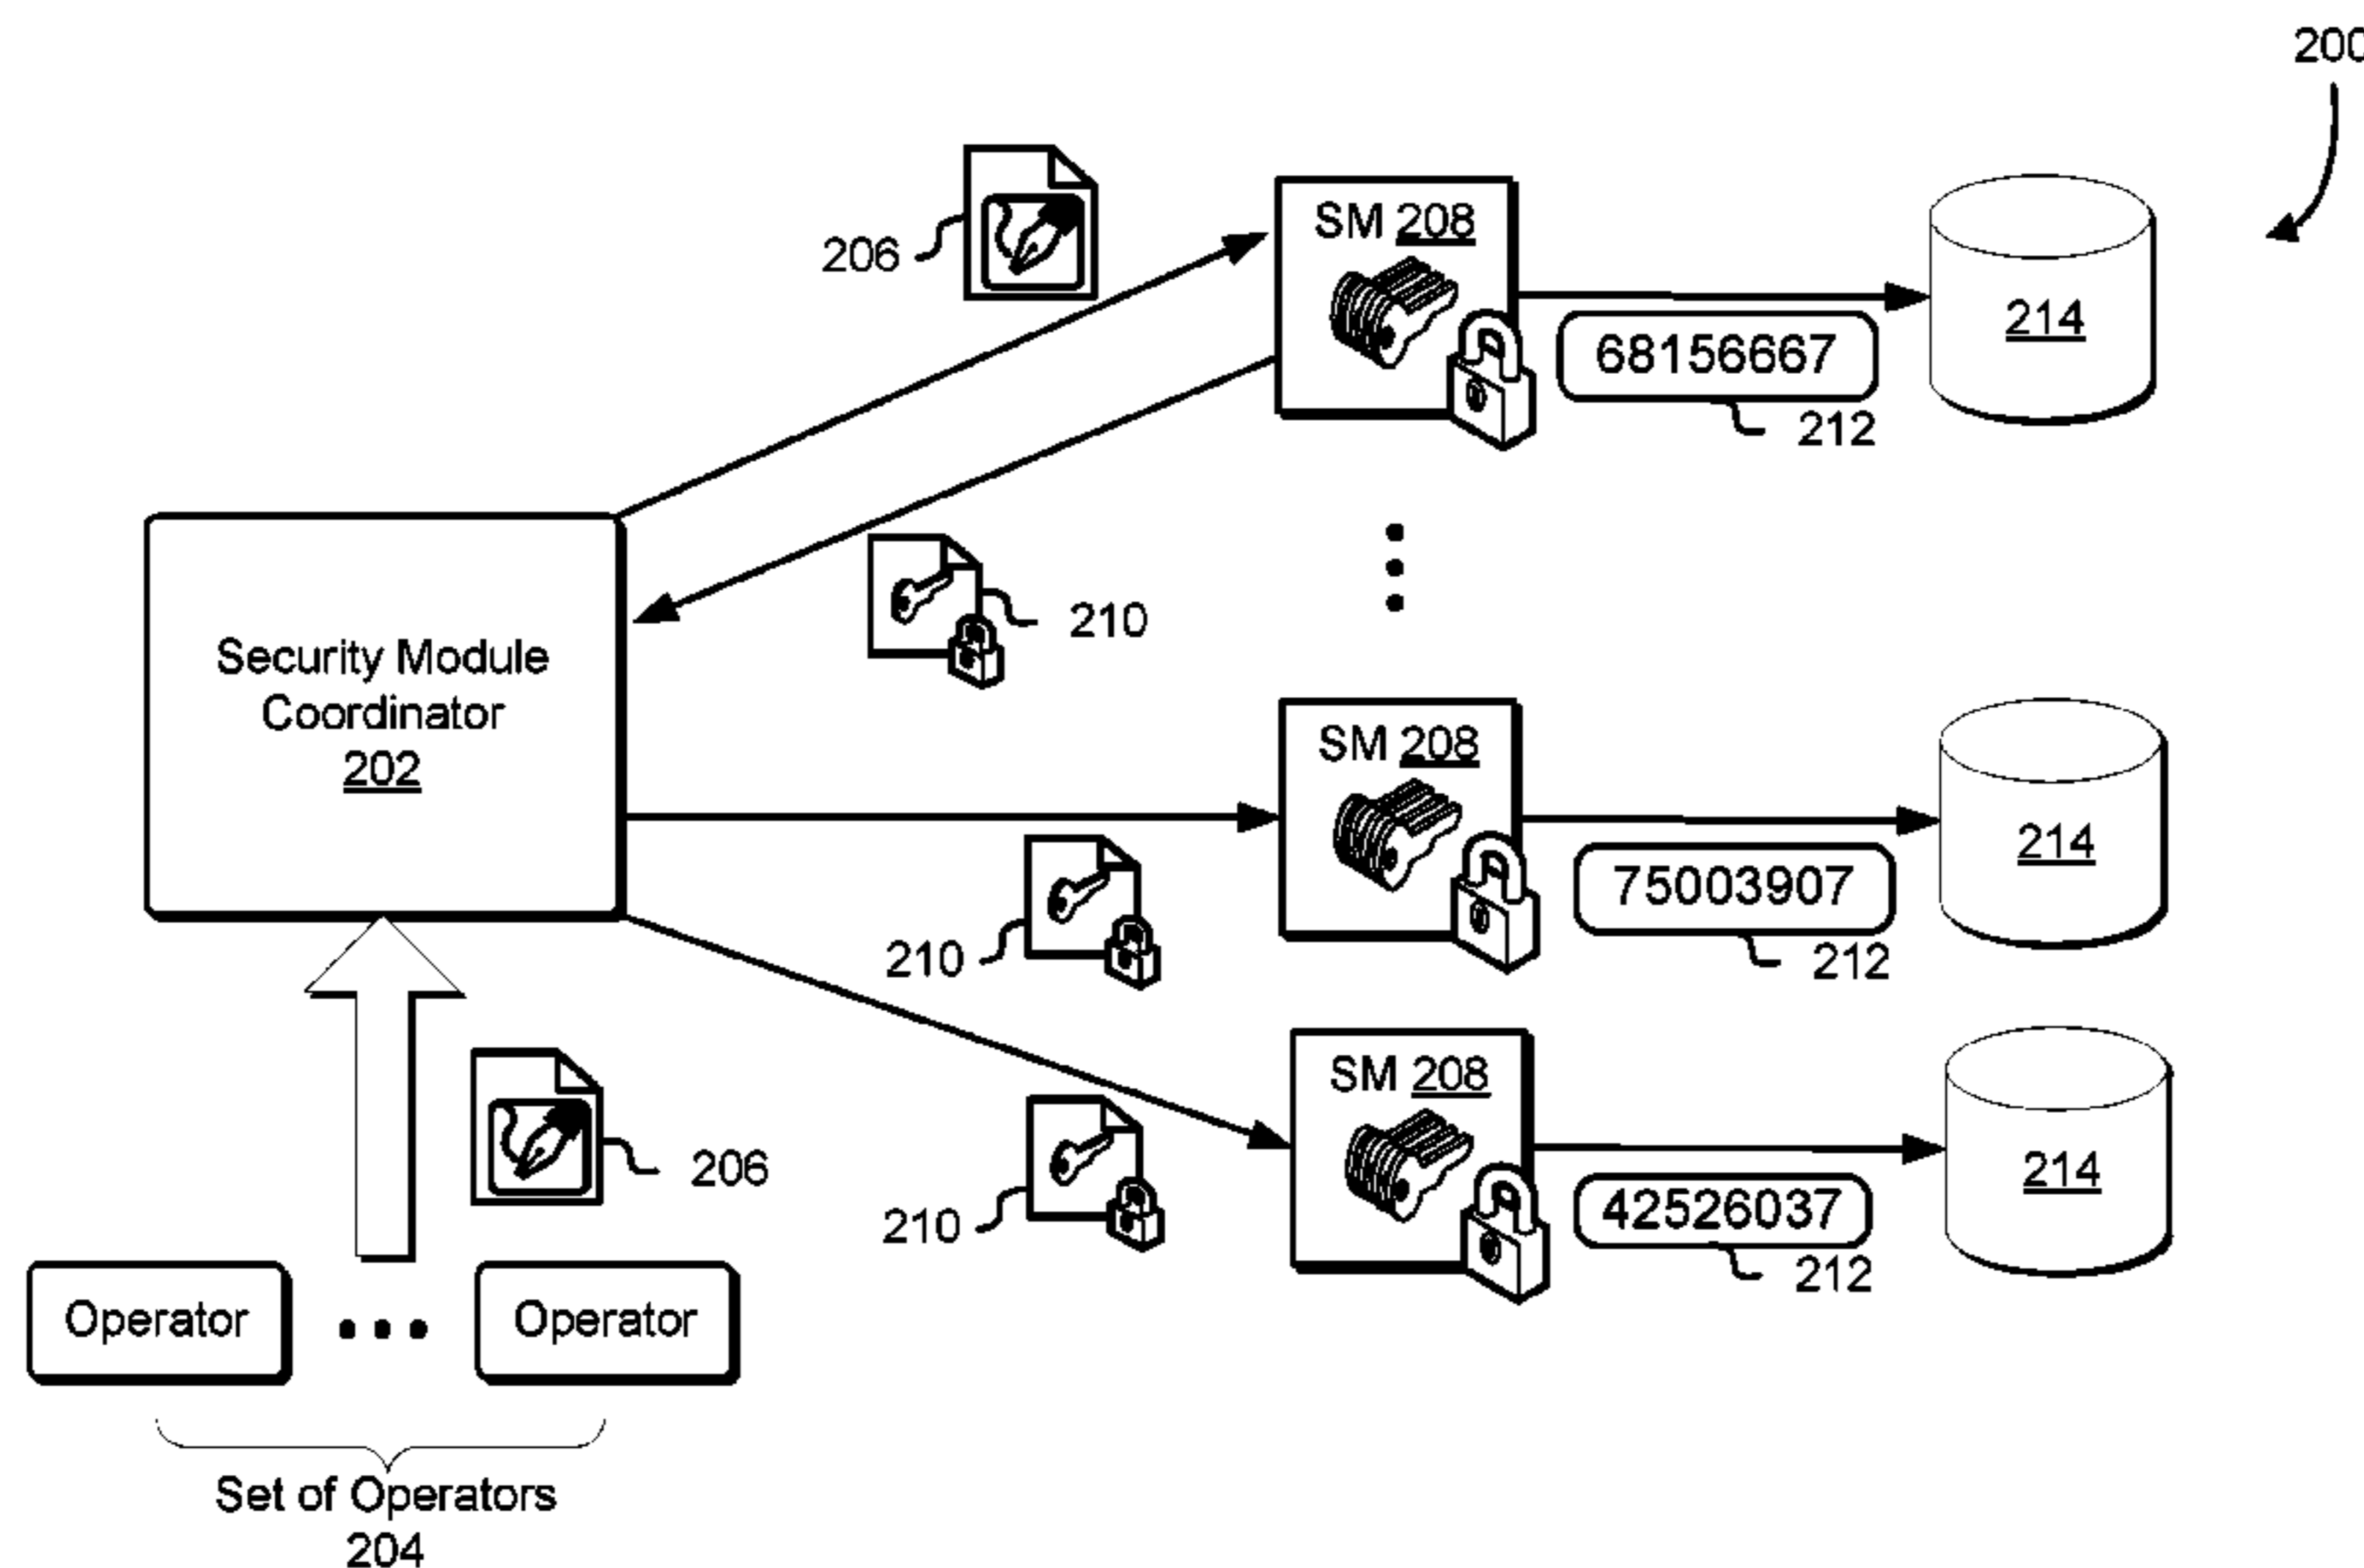 200
206
SM 208
68156667
212
214
210
Security Module
Coordinator
202
SM 208
75003907
212
214
210
206
SM 208
42526037
212
214
210
Operator
Operator
Set of Operators
204